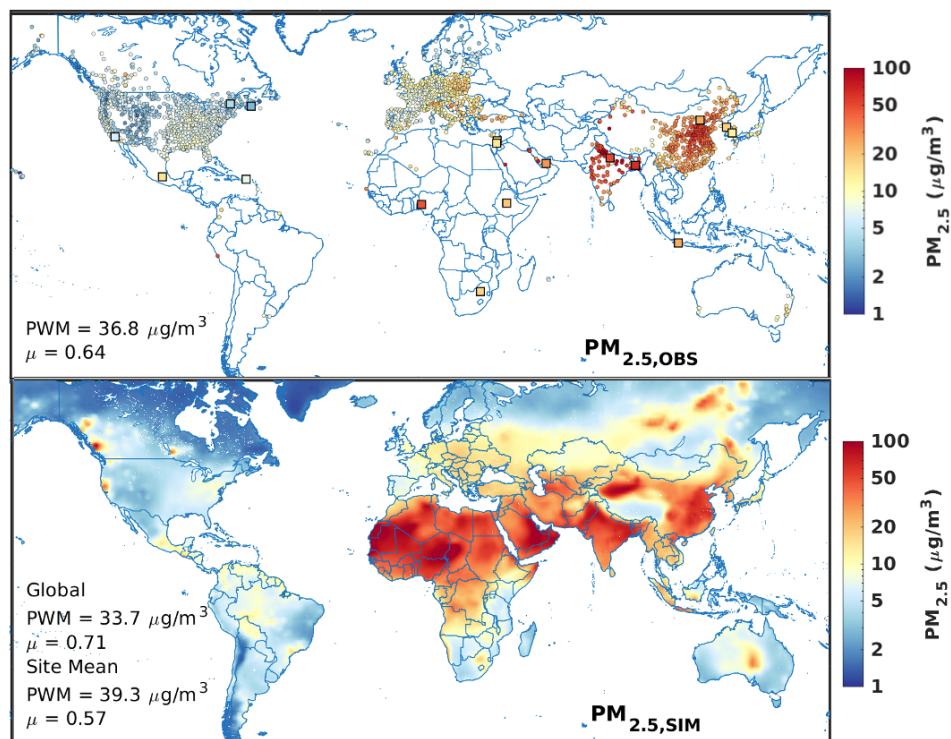 100
50
20
10
5
2
1
PM2.5 (μg/m3)
PWM = 36.8 μg/m3
μ = 0.64
PM2.5,OBS
100
50
20
10
5
2
1
PM2.5 (μg/m3)
Global
PWM = 33.7 μg/m3
μ = 0.71
Site Mean
PWM = 39.3 μg/m3
μ = 0.57
PM2.5,SIM